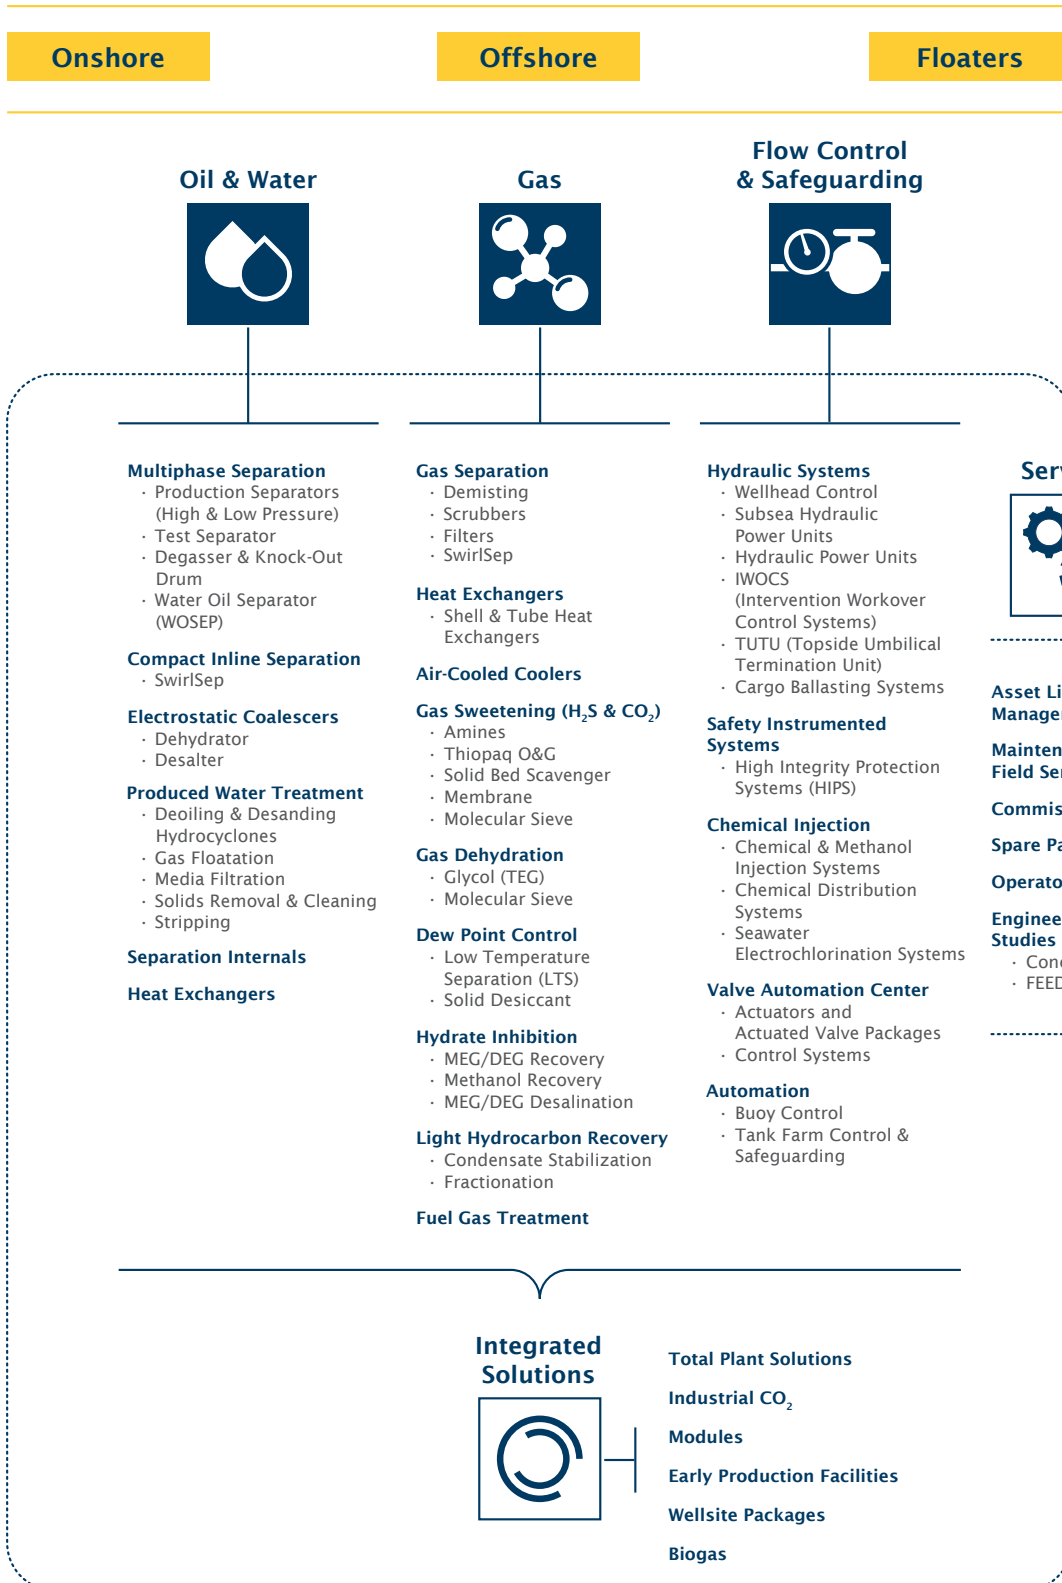 Onshore
Offshore
Floaters
Oil & Water
Multiphase Separation
· Production Separators
(High & Low Pressure)
· Test Separator
· Degasser & Knock-Out
Drum
· Water Oil Separator
(WOSEP)
Compact Inline Separation
· SwirlSep
Electrostatic Coalescers
· Dehydrator
· Desalter
Produced Water Treatment
· Deoiling & Desanding
Hydrocyclones
· Gas Floatation
· Media Filtration
· Solids Removal & Cleaning
· Stripping
Separation Internals
Heat Exchangers
Gas
Gas Separation
· Demisting
· Scrubbers
· Filters
· SwirlSep
Heat Exchangers
· Shell & Tube Heat
Exchangers
Air-Cooled Coolers
Gas Sweetening (H₂S & CO₂)
· Amines
· Thiopaq O&G
· Solid Bed Scavenger
· Membrane
· Molecular Sieve
Gas Dehydration
· Glycol (TEG)
· Molecular Sieve
Dew Point Control
· Low Temperature
Separation (LTS)
· Solid Desiccant
Hydrate Inhibition
· MEG/DEG Recovery
· Methanol Recovery
· MEG/DEG Desalination
Light Hydrocarbon Recovery
· Condensate Stabilization
· Fractionation
Fuel Gas Treatment
Flow Control
& Safeguarding
Hydraulic Systems
· Wellhead Control
· Subsea Hydraulic
Power Units
· Hydraulic Power Units
· IWOCS
(Intervention Workover
Control Systems)
· TUTU (Topside Umbilical
Termination Unit)
· Cargo Ballasting Systems
Safety Instrumented
Systems
· High Integrity Protection
Systems (HIPS)
Chemical Injection
· Chemical & Methanol
Injection Systems
· Chemical Distribution
Systems
· Seawater
Electrochlorination Systems
Valve Automation Center
· Actuators and
Actuated Valve Packages
· Control Systems
Automation
· Buoy Control
· Tank Farm Control &
Safeguarding
Asset
Field
Spare
Studies
· FEED
Integrated
Solutions
Total Plant Solutions
Industrial CO₂
Modules
Early Production Facilities
Wellsite Packages
Biogas